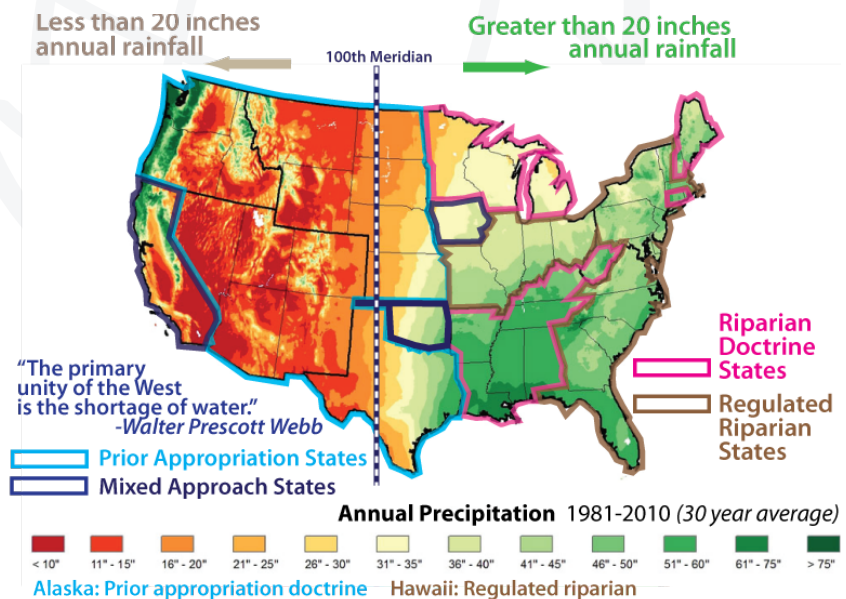 Less than 20 inches
annual rainfall
Greater than 20 inches
annual rainfall
100th Meridian
“The primary
unity of the West
is the shortage of water.”
-Walter Prescott Webb
Riparian
Doctrine
States
Regulated
Riparian
States
Prior Appropriation States
Mixed Approach States
Annual Precipitation 1981-2010 (30 year average)
< 10" 11" - 15" 16" - 20" 21" - 25" 26" - 30" 31" - 35" 36" - 40" 41" - 45" 46" - 50" 51" - 60" 61" - 75" > 75"
Alaska: Prior appropriation doctrine Hawaii: Regulated riparian